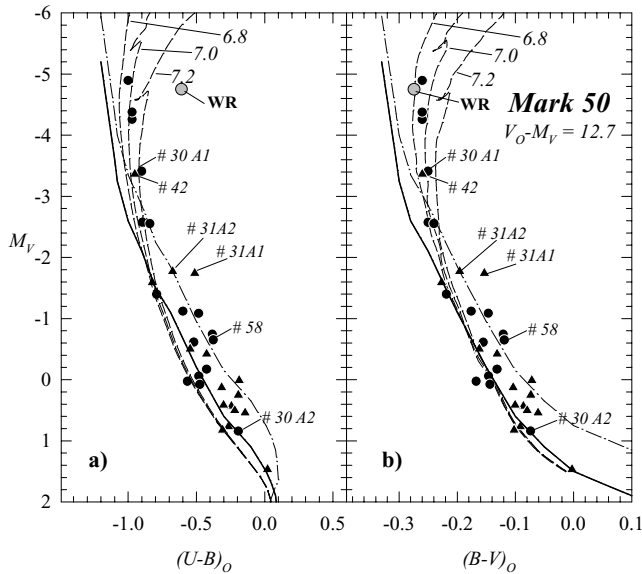 -6
-5
-4
-3
-2
-1
0
1
2
M_V
6.8
7.0
7.2
WR
# 30 A1
# 42
# 31A2
# 31A1
# 58
# 30 A2
a)
-1.0
-0.5
0.0
0.5
(U-B)_O
6.8
7.0
7.2
WR
Mark 50
V_O-M_V = 12.7
# 30 A1
# 42
# 31A2
# 31A1
# 58
# 30 A2
b)
-0.3
-0.2
-0.1
0.0
0.1
(B-V)_O